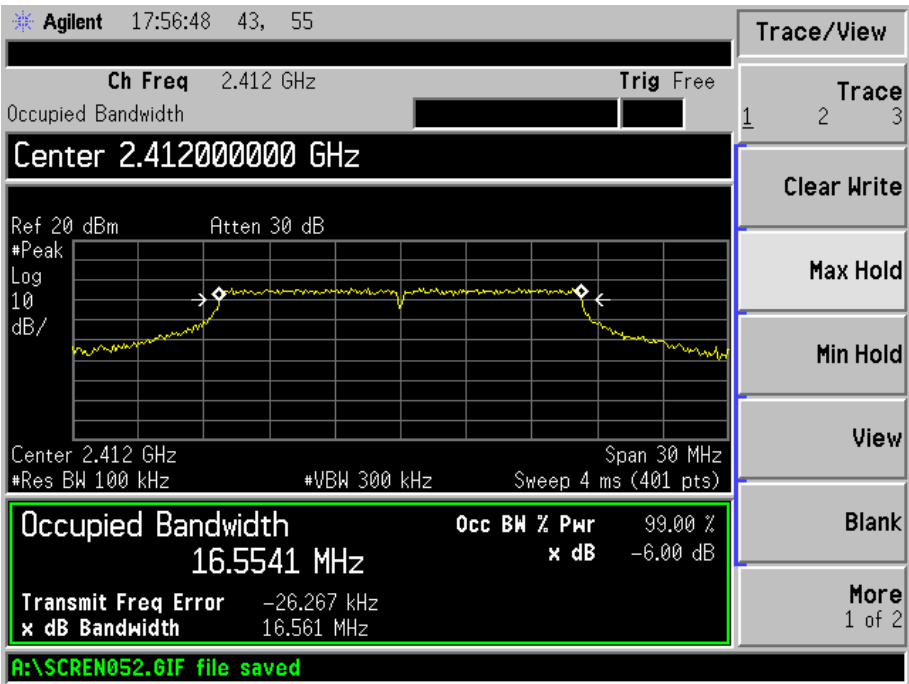 Agilent 17:56:48 43, 55
Trace/View
Ch Freq 2.412 GHz Trig Free
Occupied Bandwidth
Trace
1 2 3
Center 2.412000000 GHz
Clear Write
Ref 20 dBm Atten 30 dB
#Peak
Log
10
dB/
Max Hold
Min Hold
View
Center 2.412 GHz Span 30 MHz
#Res BW 100 kHz #VBW 300 kHz Sweep 4 ms (401 pts)
Occupied Bandwidth
16.5541 MHz
Occ BW % Pwr 99.00 %
x dB -6.00 dB
Transmit Freq Error -26.267 kHz
x dB Bandwidth 16.561 MHz
Blank
More
1 of 2
A:\SCREN052.GIF file saved